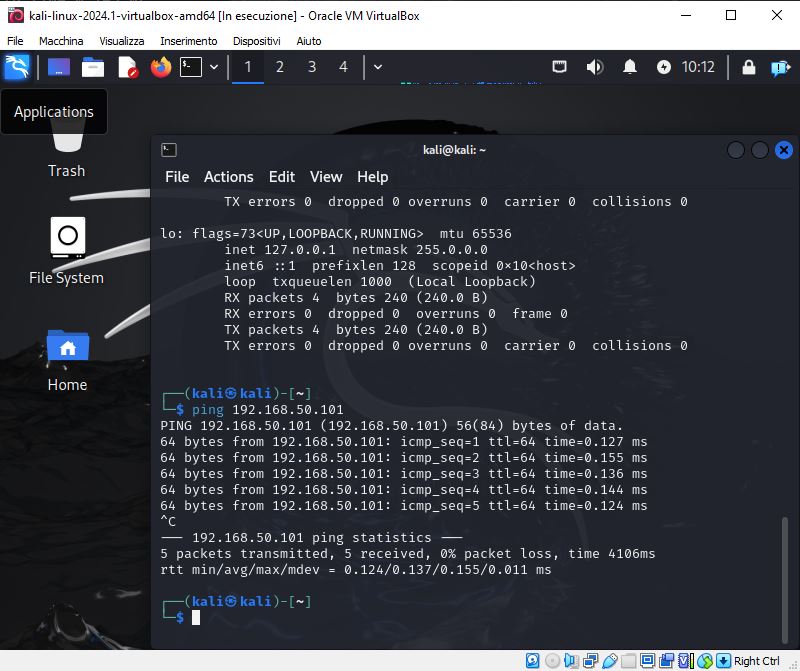 kali-linux-2024.1-virtualbox-amd64 [In esecuzione] - Oracle VM VirtualBox
File Macchina Visualizza Inserimento Dispositivi Aiuto
1 2 3 4 10:12
Applications
Trash
File System
Home
kali@kali: ~
File Actions Edit View Help
TX errors 0  dropped 0 overruns 0  carrier 0  collisions 0
lo: flags=73<UP,LOOPBACK,RUNNING>  mtu 65536
inet 127.0.0.1  netmask 255.0.0.0
inet6 ::1  prefixlen 128  scopeid 0×10<host>
loop  txqueuelen 1000  (Local Loopback)
RX packets 4  bytes 240 (240.0 B)
RX errors 0  dropped 0  overruns 0  frame 0
TX packets 4  bytes 240 (240.0 B)
TX errors 0  dropped 0 overruns 0  carrier 0  collisions 0
┌──(kali㉿kali)-[~]
└─$ ping 192.168.50.101
PING 192.168.50.101 (192.168.50.101) 56(84) bytes of data.
64 bytes from 192.168.50.101: icmp_seq=1 ttl=64 time=0.127 ms
64 bytes from 192.168.50.101: icmp_seq=2 ttl=64 time=0.155 ms
64 bytes from 192.168.50.101: icmp_seq=3 ttl=64 time=0.136 ms
64 bytes from 192.168.50.101: icmp_seq=4 ttl=64 time=0.144 ms
64 bytes from 192.168.50.101: icmp_seq=5 ttl=64 time=0.124 ms
^C
── 192.168.50.101 ping statistics ──
5 packets transmitted, 5 received, 0% packet loss, time 4106ms
rtt min/avg/max/mdev = 0.124/0.137/0.155/0.011 ms
┌──(kali㉿kali)-[~]
└─$
Right Ctrl